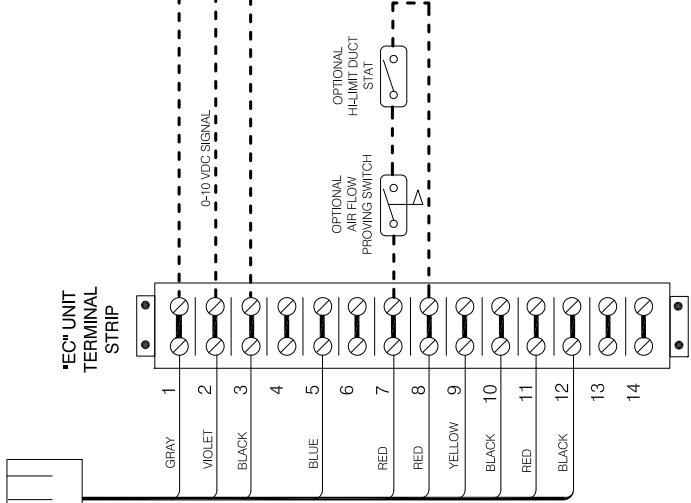 OPTIONAL
HI-LIMIT DUCT
STAT
0-10 VDC SIGNAL
OPTIONAL
AIR FLOW
PROVING SWITCH
"EC" UNIT
TERMINAL
STRIP
1
2
3
4
5
6
7
8
9
10
11
12
13
14
GRAY
VIOLET
BLACK
BLUE
RED
RED
YELLOW
BLACK
RED
BLACK